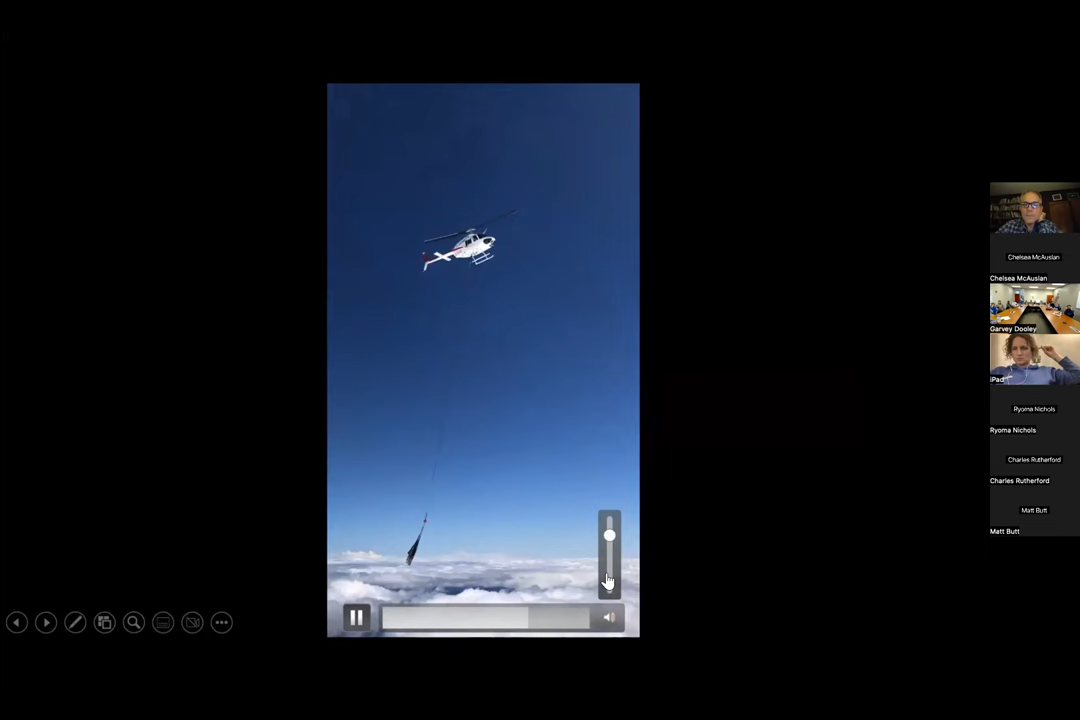 Chelsea McAuslan
Chelsea McAuslan
Garvey Dooley
iPad
Ryoma Nichols
Ryoma Nichols
Charles Rutherford
Charles Rutherford
Matt Butt
Matt Butt